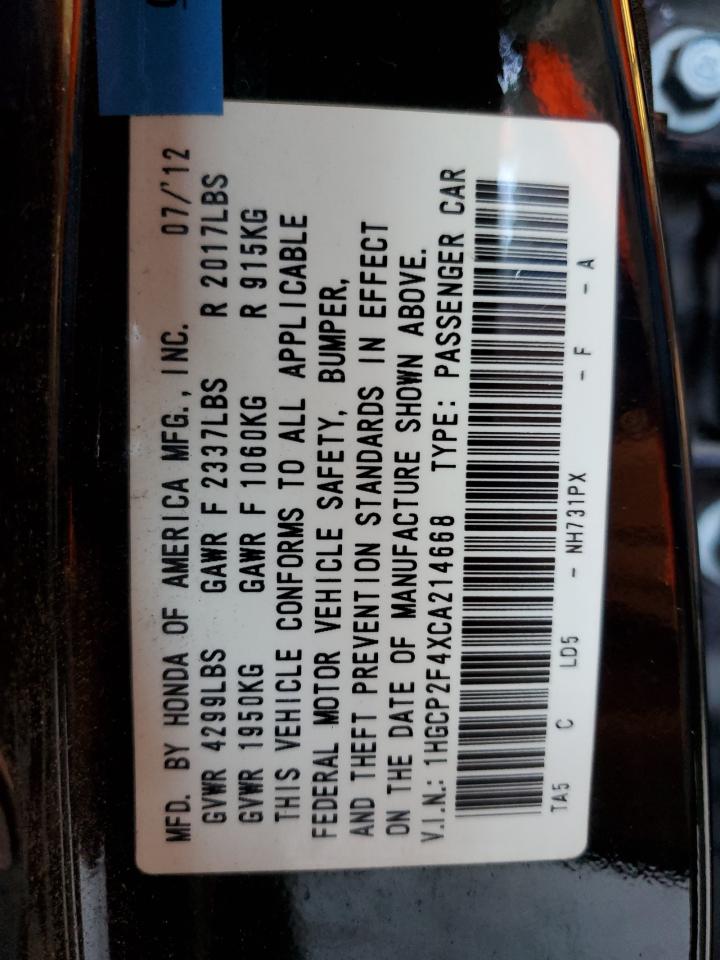 MFD. BY HONDA OF AMERICA MFG., INC. 07/'12
GVWR 4299LBS GAWR F 2337LBS R 2017LBS
GVWR 1950KG GAWR F 1060KG R 915KG
THIS VEHICLE CONFORMS TO ALL APPLICABLE
FEDERAL MOTOR VEHICLE SAFETY, BUMPER,
AND THEFT PREVENTION STANDARDS IN EFFECT
ON THE DATE OF MANUFACTURE SHOWN ABOVE.
V.I.N.: 1HGCP2F4XCA214668 TYPE: PASSENGER CAR
TA5 C LD5 - NH731PX - F - A